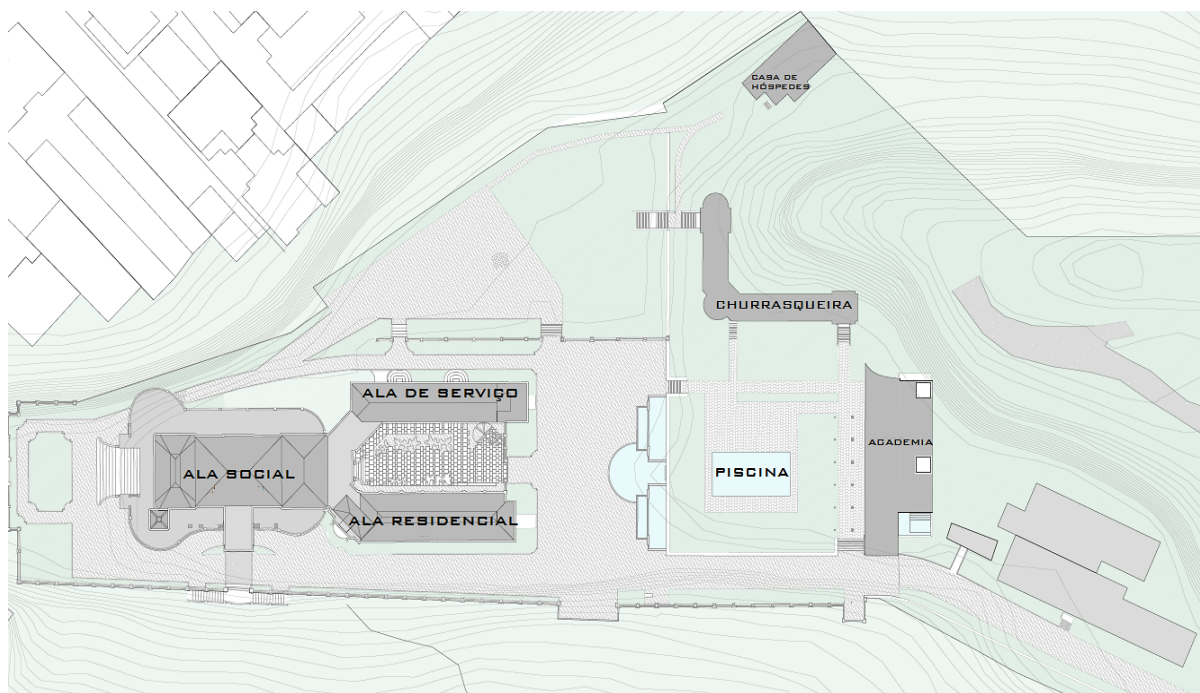 CASA DE
HÓSPEDES
CHURRASQUEIRA
ALA DE SERVIÇO
ACADEMIA
ALA SOCIAL
PISCINA
ALA RESIDENCIAL